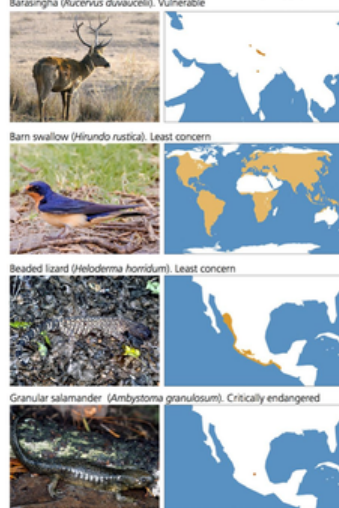 Barasingha (Rucervus duvaucelii). Vulnerable
Barn swallow (Hirundo rustica). Least concern
Beaded lizard (Heloderma horridum). Least concern
Granular salamander (Ambystoma granulosum). Critically endangered